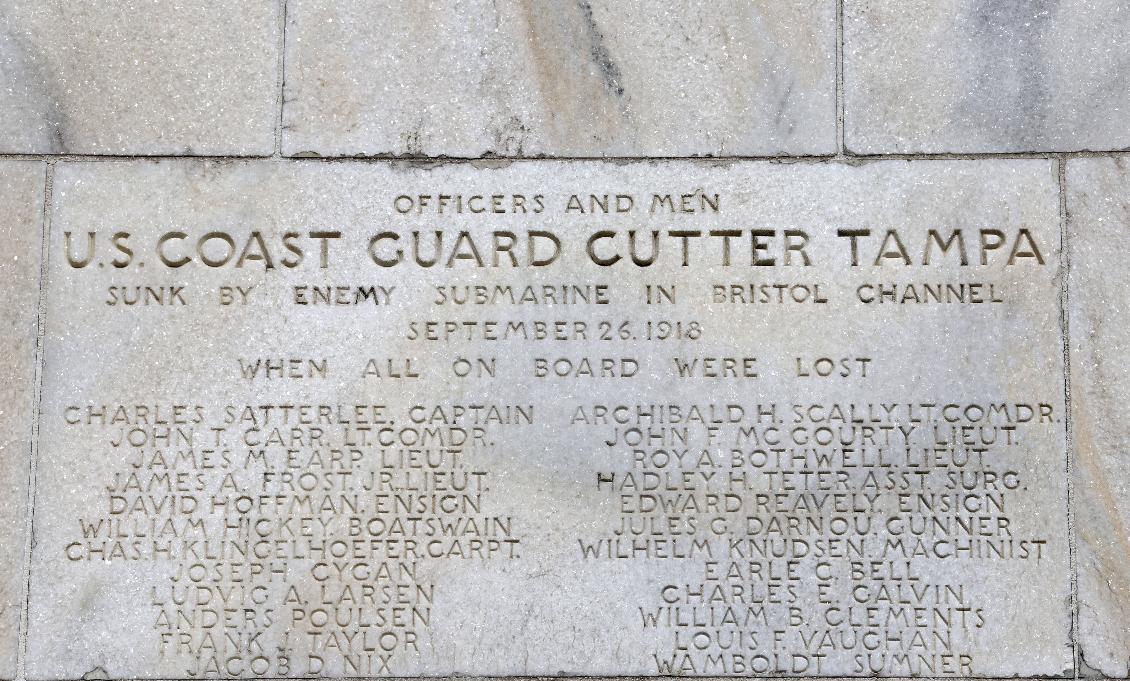 OFFICERS AND MEN
U.S. COAST GUARD CUTTER TAMPA
SUNK BY ENEMY SUBMARINE IN BRISTOL CHANNEL
SEPTEMBER 26. 1918
WHEN ALL ON BOARD WERE LOST
CHARLES SATTERLEE. CAPTAIN
JOHN T. CARR. LT. COMDR.
JAMES M. EARP. LIEUT.
JAMES A. FROST. JR. LIEUT.
DAVID HOFFMAN. ENSIGN
WILLIAM HICKEY. BOATSWAIN
CHAS. H. KLINGELHOEFER. CARPT.
JOSEPH CYGAN
LUDVIG A. LARSEN
ANDERS POULSEN
FRANK J. TAYLOR
JACOB D. NIX
ARCHIBALD H. SCALLY. LT. COMDR.
JOHN F. MC GOURTY. LIEUT.
ROY A. BOTHWELL. LIEUT.
HADLEY H. TETER. ASST. SURG.
EDWARD REAVELY. ENSIGN
JULES G. DARNOU. GUNNER
WILHELM KNUDSEN. MACHINIST
EARLE G. BELL
CHARLES E. GALVIN
WILLIAM B. CLEMENTS
LOUIS F. VAUGHAN
WAMBOLDT SUMNER